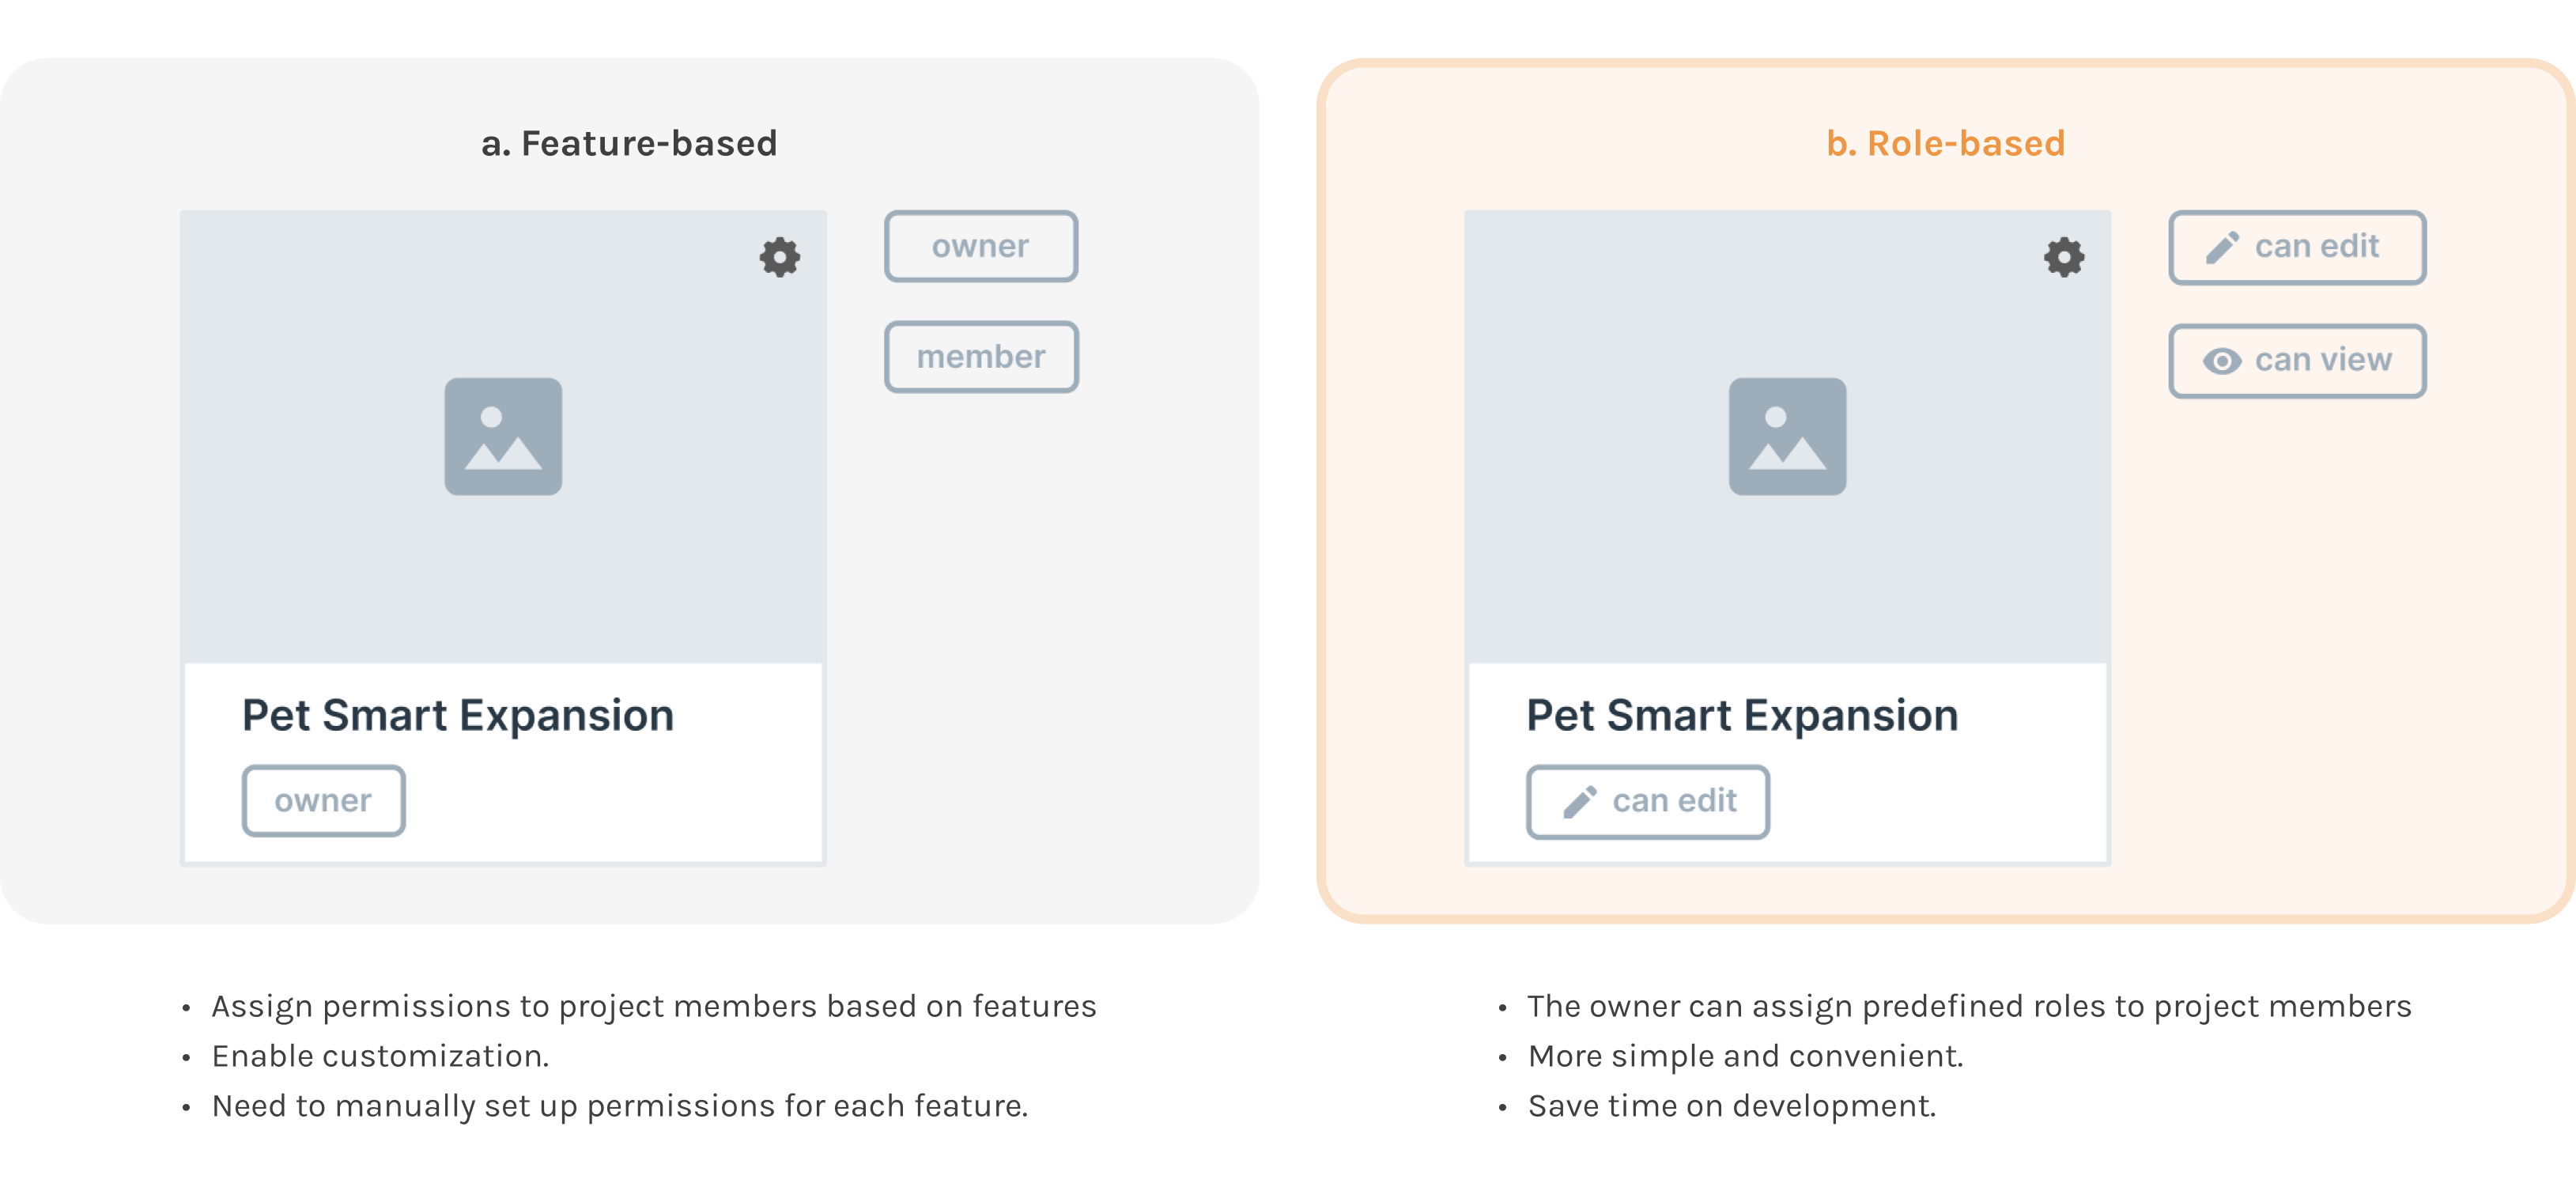 a. Feature-based
owner
member
Pet Smart Expansion
owner
• Assign permissions to project members based on features
• Enable customization.
• Need to manually set up permissions for each feature.
b. Role-based
can edit
can view
Pet Smart Expansion
can edit
• The owner can assign predefined roles to project members
• More simple and convenient.
• Save time on development.